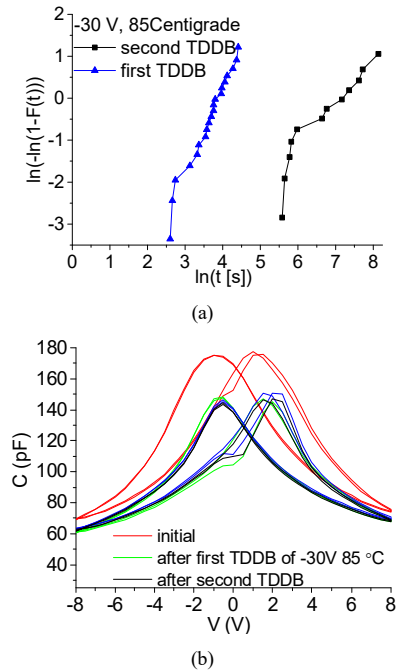 -30 V, 85Centigrade
second TDDB
first TDDB
ln(-ln(1-F(t)))
2
1
0
-1
-2
-3
0 1 2 3 4 5 6 7 8
ln(t [s])
(a)
C (pF)
180
160
140
120
100
80
60
40
initial
after first TDDB of -30V 85 °C
after second TDDB
-8 -6 -4 -2 0 2 4 6 8
V (V)
(b)